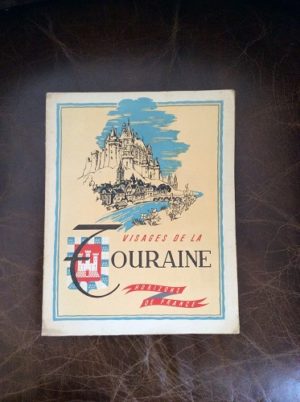 VISAGES DE LA
TOURAINE
HORIZONS
DE FRANCE